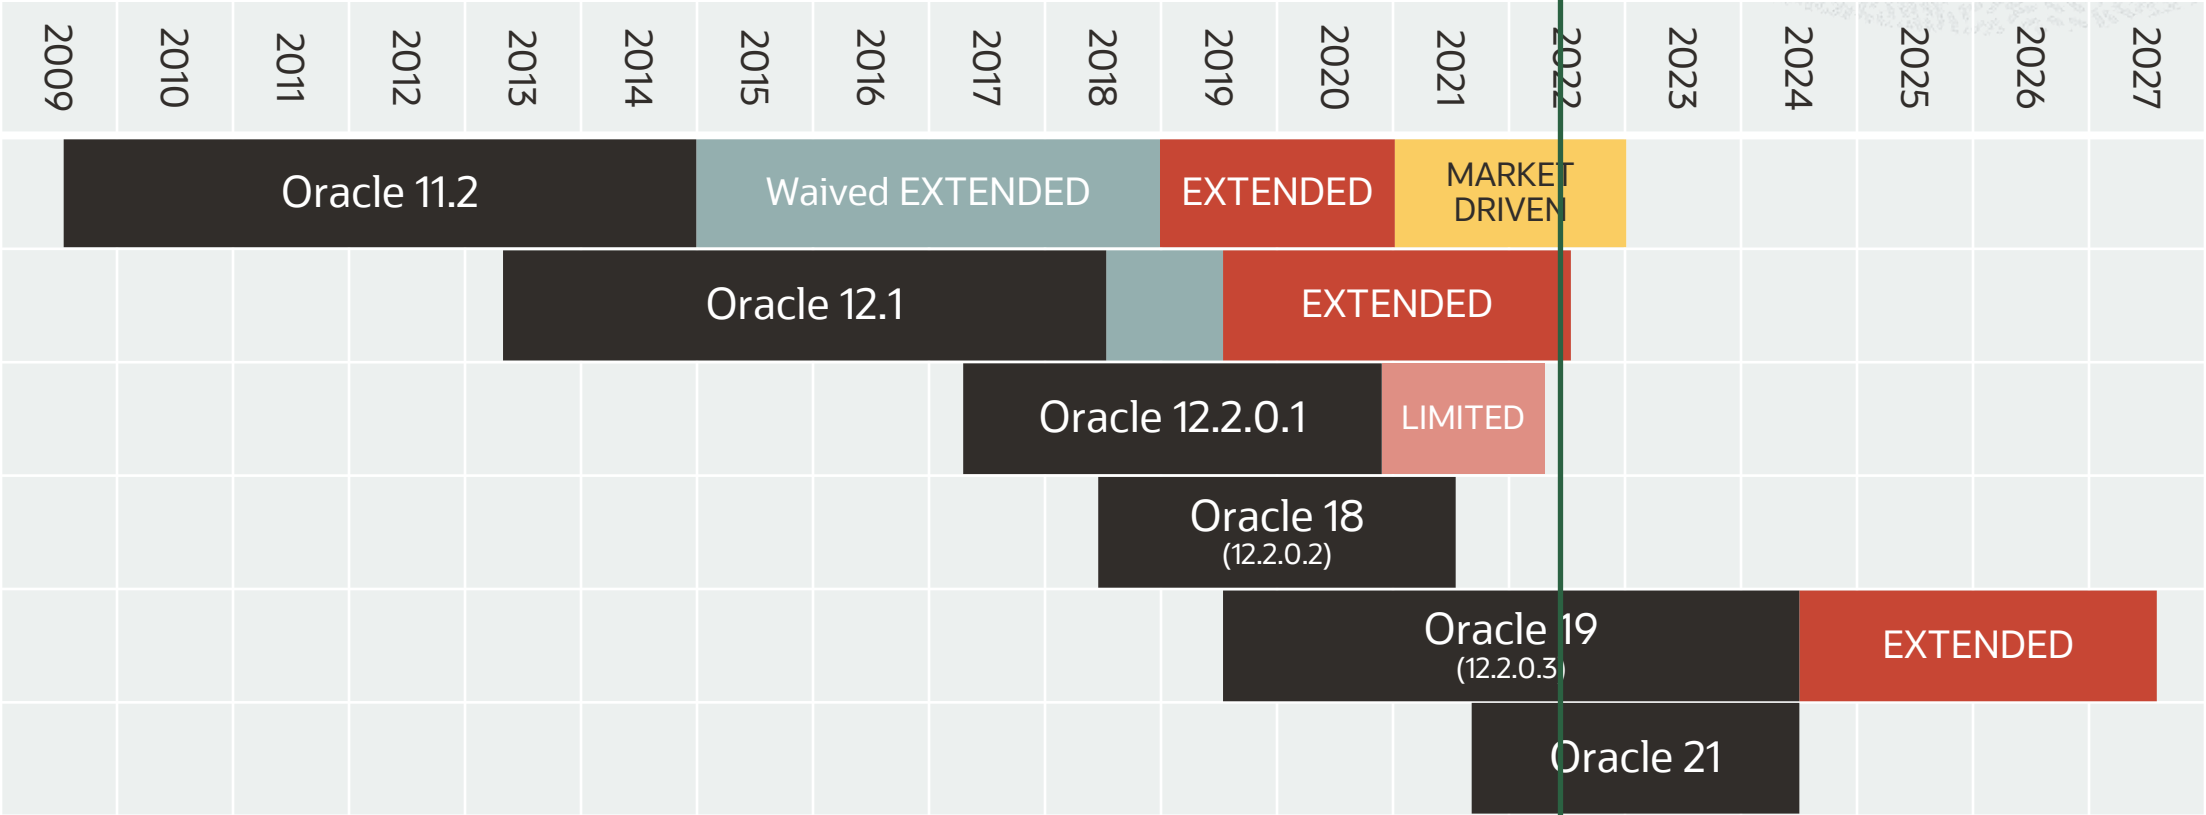 2009
2010
2011
2012
2013
2014
2015
2016
2017
2018
2019
2020
2021
2022
2023
2024
2025
2026
2027
Oracle 11.2
Waived EXTENDED
EXTENDED
MARKET
DRIVEN
Oracle 12.1
EXTENDED
Oracle 12.2.0.1
LIMITED
Oracle 18
(12.2.0.2)
Oracle 19
(12.2.0.3)
EXTENDED
Oracle 21